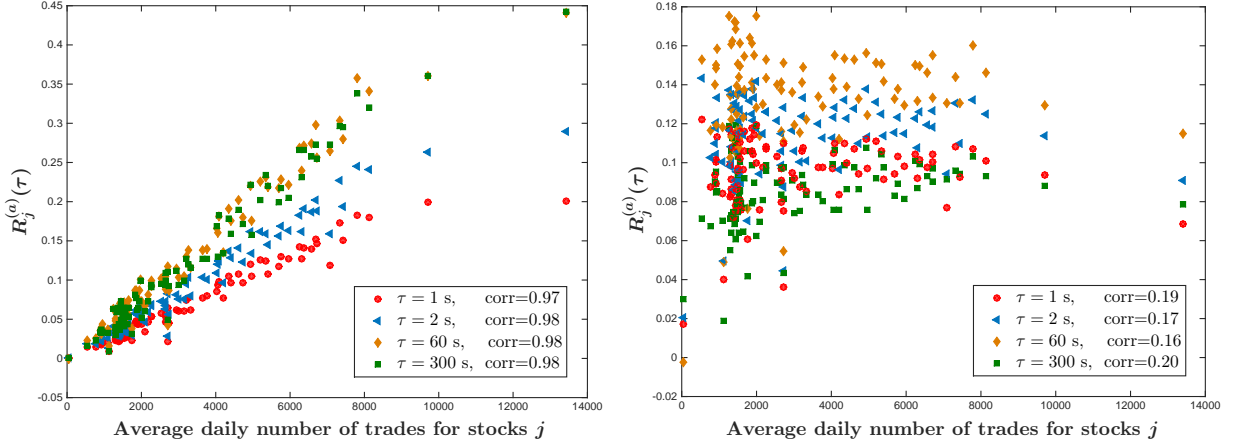 0.45
0.4
0.35
0.3
0.25
0.2
0.15
0.1
0.05
0
-0.05
R_j^{(a)}(τ)
τ = 1 s, corr=0.97
τ = 2 s, corr=0.98
τ = 60 s, corr=0.98
τ = 300 s, corr=0.98
0 2000 4000 6000 8000 10000 12000 14000
Average daily number of trades for stocks j
0.18
0.16
0.14
0.12
0.1
0.08
0.06
0.04
0.02
0
-0.02
R_j^{(a)}(τ)
τ = 1 s, corr=0.19
τ = 2 s, corr=0.17
τ = 60 s, corr=0.16
τ = 300 s, corr=0.20
0 2000 4000 6000 8000 10000 12000 14000
Average daily number of trades for stocks j